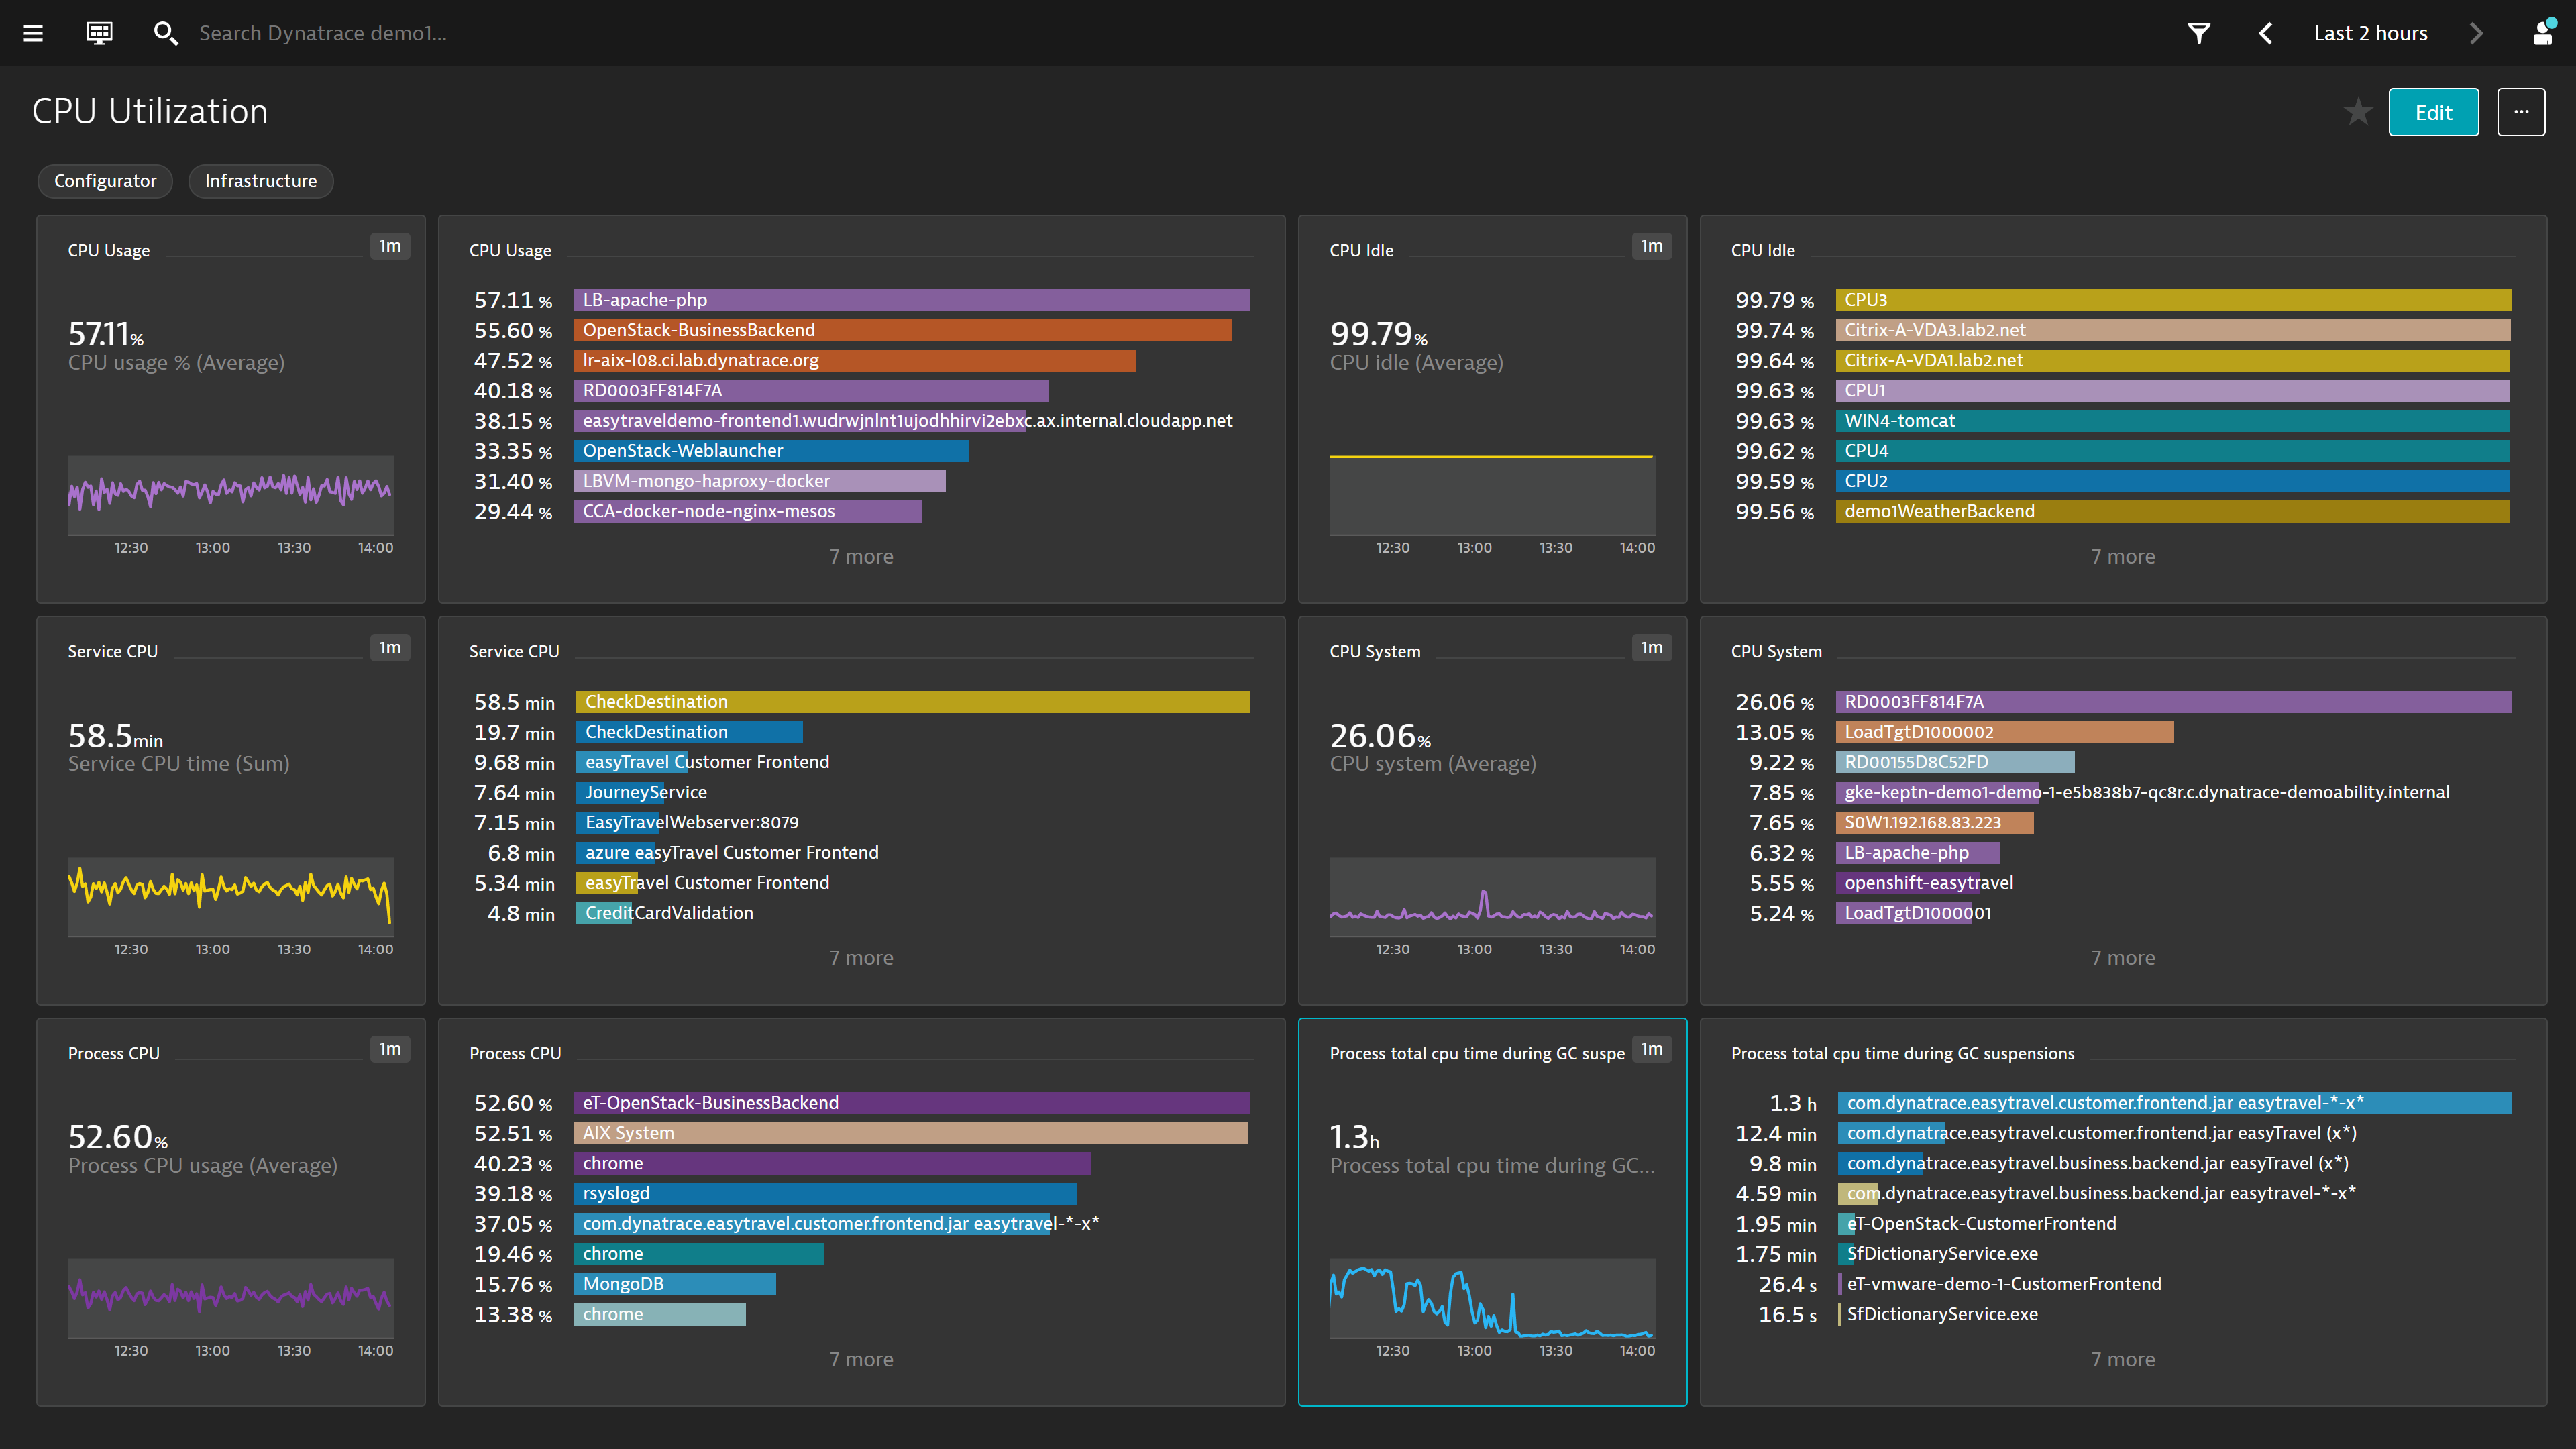 Search Dynatrace demo1...
Last 2 hours
CPU Utilization
Edit
...
Configurator
Infrastructure
CPU Usage
1m
57.11%
CPU usage % (Average)
12:30 13:00 13:30 14:00
CPU Usage
57.11 % LB-apache-php
55.60 % OpenStack-BusinessBackend
47.52 % lr-aix-l08.ci.lab.dynatrace.org
40.18 % RD0003FF814F7A
38.15 % easytraveldemo-frontend1.wudrwjnlnt1ujodhhirvi2ebxc.ax.internal.cloudapp.net
33.35 % OpenStack-Weblauncher
31.40 % LBVM-mongo-haproxy-docker
29.44 % CCA-docker-node-nginx-mesos
7 more
CPU Idle
1m
99.79%
CPU idle (Average)
12:30 13:00 13:30 14:00
CPU Idle
99.79 % CPU3
99.74 % Citrix-A-VDA3.lab2.net
99.64 % Citrix-A-VDA1.lab2.net
99.63 % CPU1
99.63 % WIN4-tomcat
99.62 % CPU4
99.59 % CPU2
99.56 % demo1WeatherBackend
7 more
Service CPU
1m
58.5min
Service CPU time (Sum)
12:30 13:00 13:30 14:00
Service CPU
58.5 min CheckDestination
19.7 min CheckDestination
9.68 min easyTravel Customer Frontend
7.64 min JourneyService
7.15 min EasyTravelWebserver:8079
6.8 min azure easyTravel Customer Frontend
5.34 min easyTravel Customer Frontend
4.8 min CreditCardValidation
7 more
CPU System
1m
26.06%
CPU system (Average)
12:30 13:00 13:30 14:00
CPU System
26.06 % RD0003FF814F7A
13.05 % LoadTgtD1000002
9.22 % RD00155D8C52FD
7.85 % gke-keptn-demo1-demo-1-e5b838b7-qc8r.c.dynatrace-demoability.internal
7.65 % S0W1.192.168.83.223
6.32 % LB-apache-php
5.55 % openshift-easytravel
5.24 % LoadTgtD1000001
7 more
Process CPU
1m
52.60%
Process CPU usage (Average)
12:30 13:00 13:30 14:00
Process CPU
52.60 % eT-OpenStack-BusinessBackend
52.51 % AIX System
40.23 % chrome
39.18 % rsyslogd
37.05 % com.dynatrace.easytravel.customer.frontend.jar easytravel-*-x*
19.46 % chrome
15.76 % MongoDB
13.38 % chrome
7 more
Process total cpu time during GC suspe
1m
1.3h
Process total cpu time during GC...
12:30 13:00 13:30 14:00
Process total cpu time during GC suspensions
1.3 h com.dynatrace.easytravel.customer.frontend.jar easytravel-*-x*
12.4 min com.dynatrace.easytravel.customer.frontend.jar easyTravel (x*)
9.8 min com.dynatrace.easytravel.business.backend.jar easyTravel (x*)
4.59 min com.dynatrace.easytravel.business.backend.jar easytravel-*-x*
1.95 min eT-OpenStack-CustomerFrontend
1.75 min SfDictionaryService.exe
26.4 s eT-vmware-demo-1-CustomerFrontend
16.5 s SfDictionaryService.exe
7 more